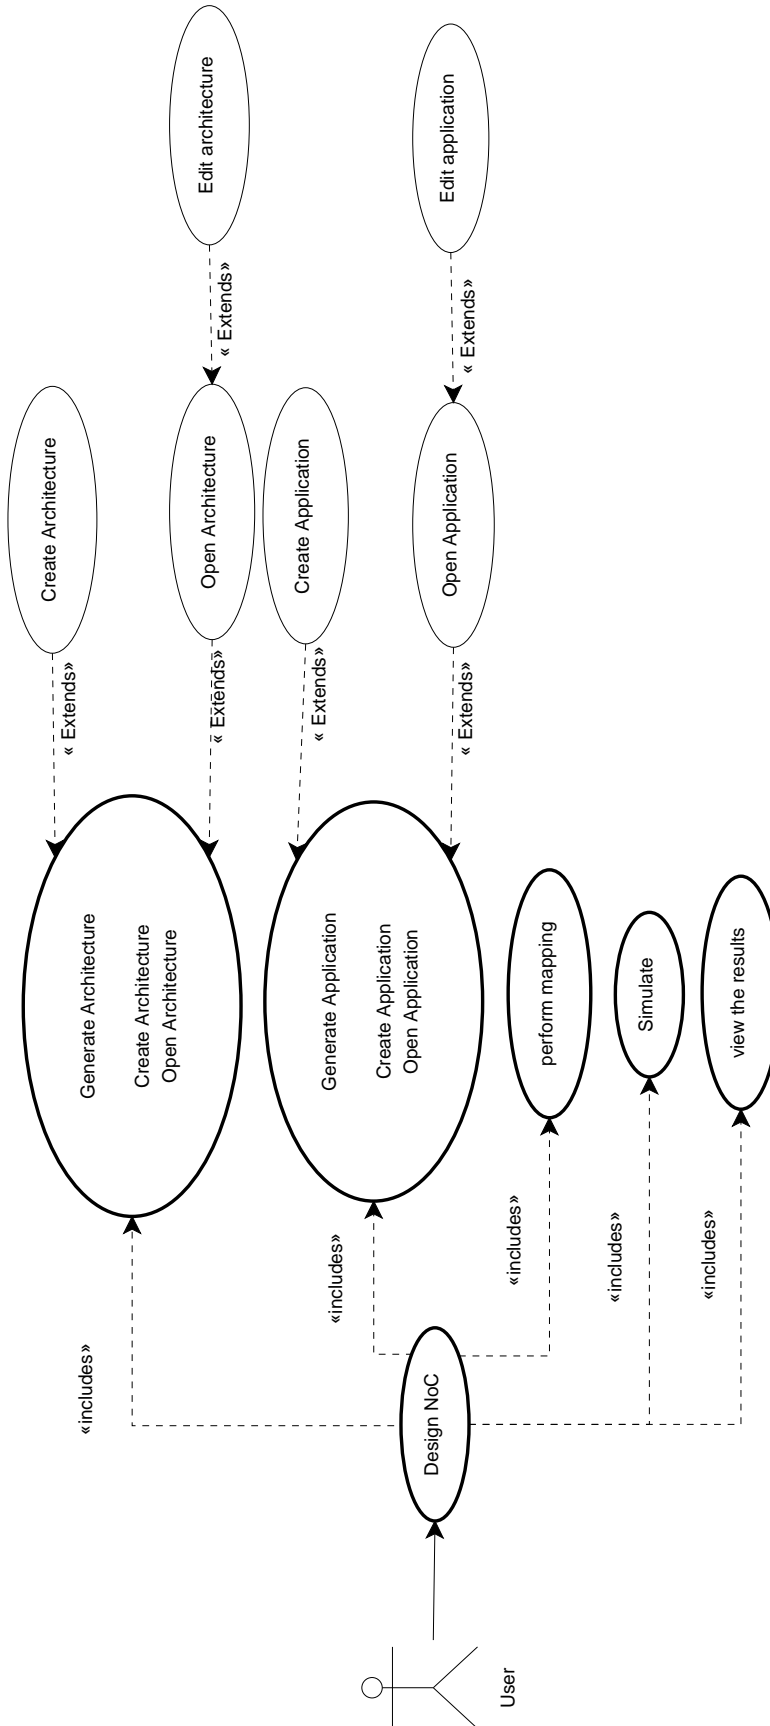 User
Design NoC
«includes»
«includes»
«includes»
«includes»
«includes»
Generate Architecture
Create Architecture
Open Architecture
Generate Application
Create Application
Open Application
perform mapping
Simulate
view the results
« Extends»
« Extends»
« Extends»
« Extends»
Create Architecture
Open Architecture
Create Application
Open Application
« Extends»
« Extends»
Edit architecture
Edit application